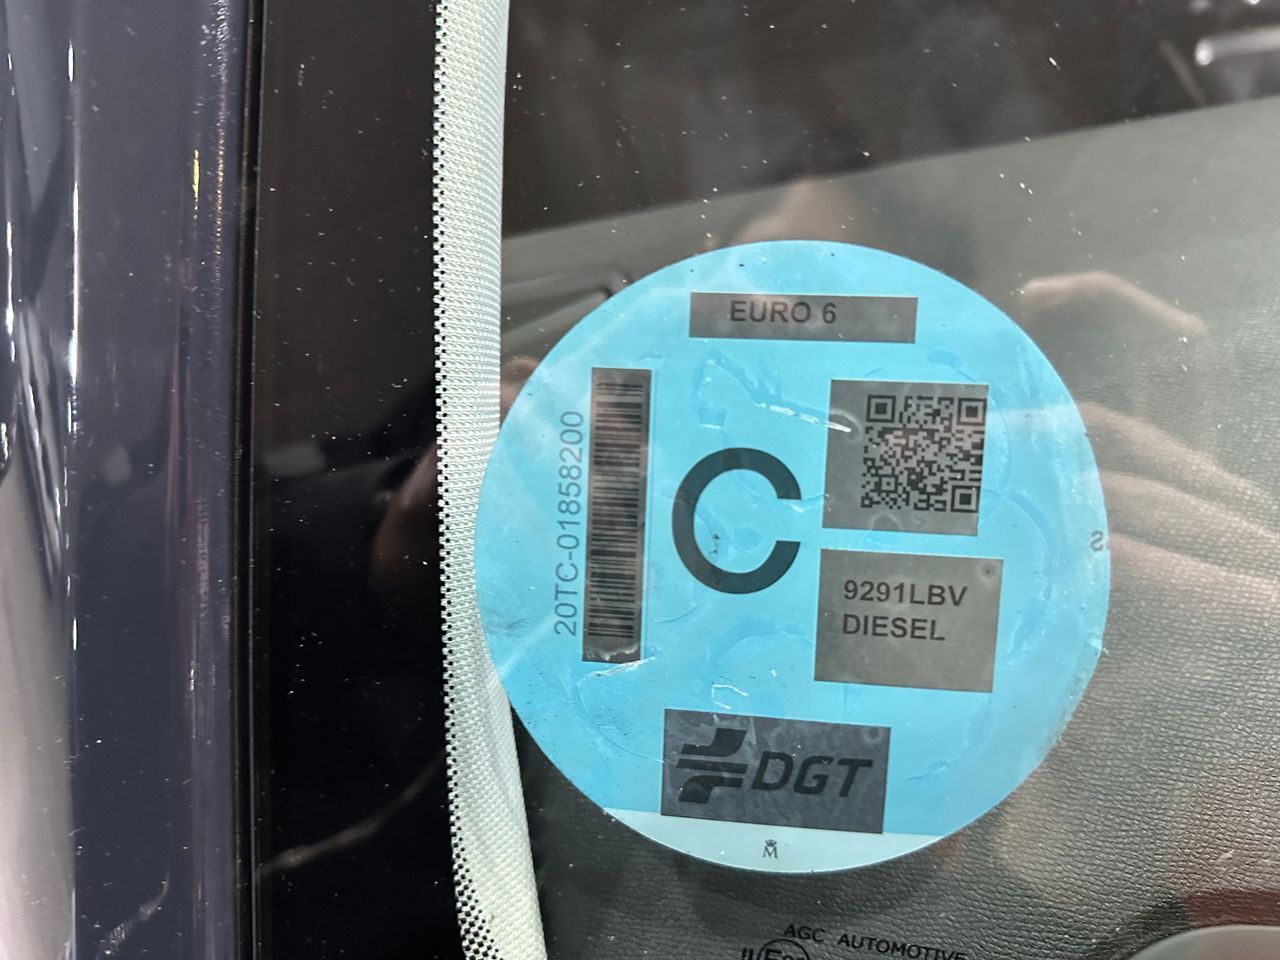 EURO 6
20TC-01858200
C
9291LBV
DIESEL
DGT
M
AGC AUTOMOTIVE